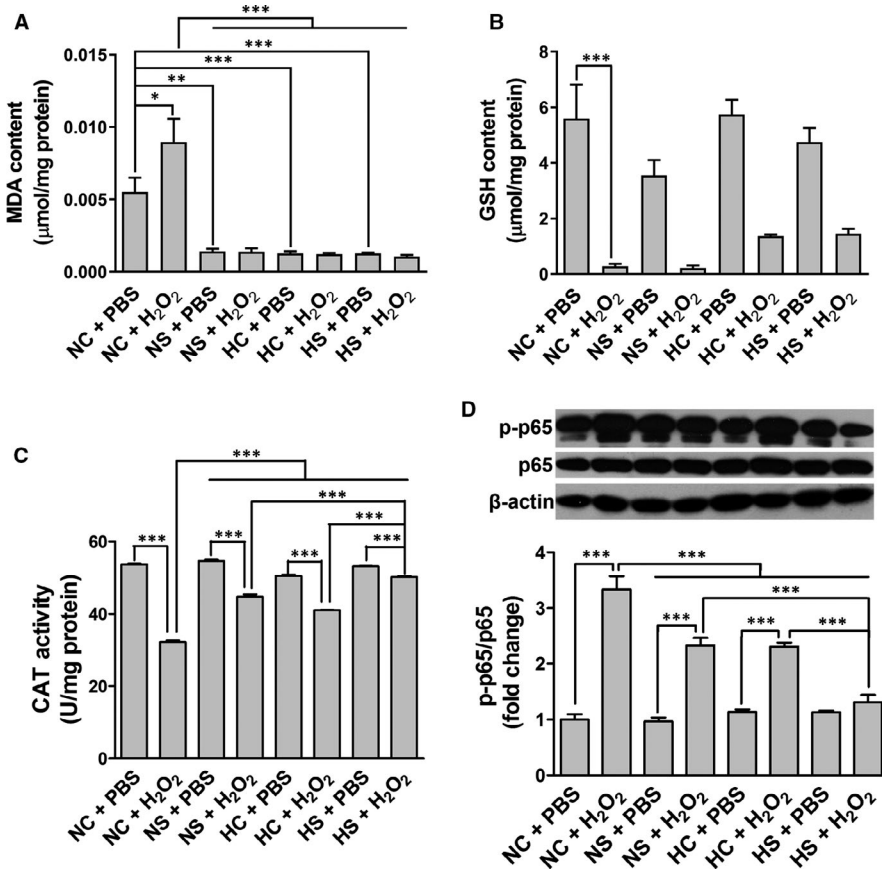 A
***
***
***
**
*
0.015
0.010
0.005
0.000
MDA content
(μmol/mg protein)
NC + PBS
NC + H₂O₂
NS + PBS
NS + H₂O₂
HC + PBS
HC + H₂O₂
HS + PBS
HS + H₂O₂
B
***
8
6
4
2
0
GSH content
(μmol/mg protein)
NC + PBS
NC + H₂O₂
NS + PBS
NS + H₂O₂
HC + PBS
HC + H₂O₂
HS + PBS
HS + H₂O₂
C
***
***
***
***
***
***
***
60
40
20
0
CAT activity
(U/mg protein)
NC + PBS
NC + H₂O₂
NS + PBS
NS + H₂O₂
HC + PBS
HC + H₂O₂
HS + PBS
HS + H₂O₂
D
p-p65
p65
β-actin
***
***
***
***
***
***
4
3
2
1
0
p-p65/p65
(fold change)
NC + PBS
NC + H₂O₂
NS + PBS
NS + H₂O₂
HC + PBS
HC + H₂O₂
HS + PBS
HS + H₂O₂